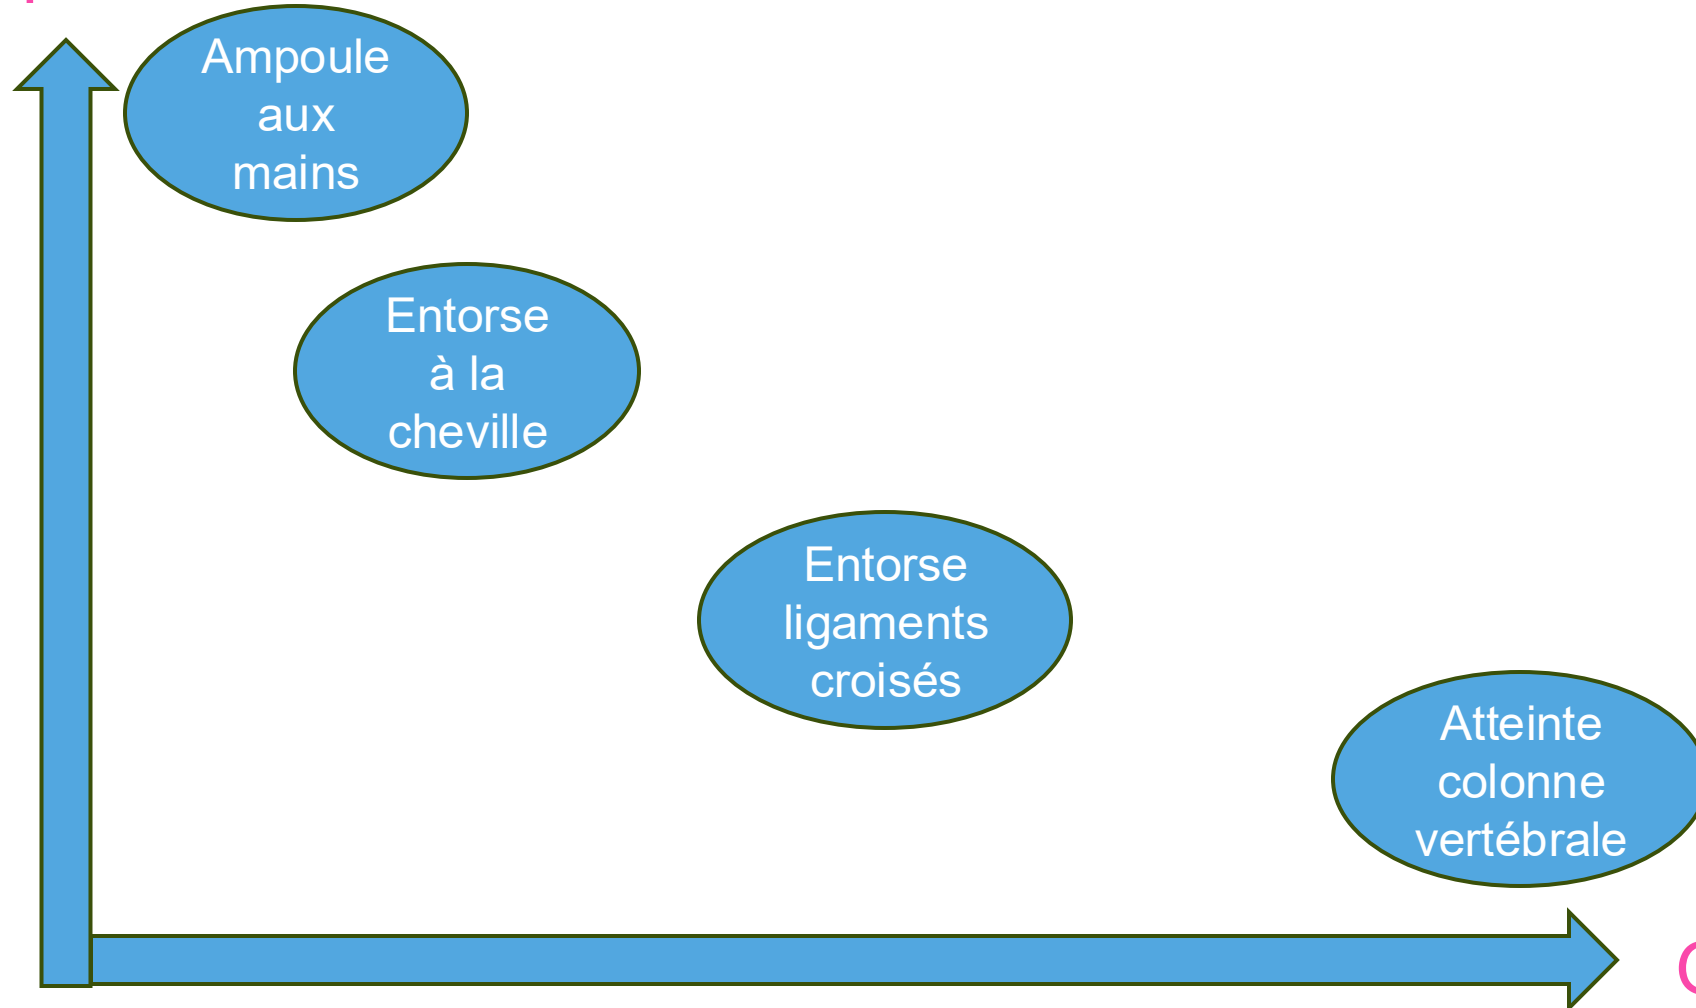 Ampoule
aux
mains
Entorse
à la
cheville
Entorse
ligaments
croisés
Atteinte
colonne
vertébrale